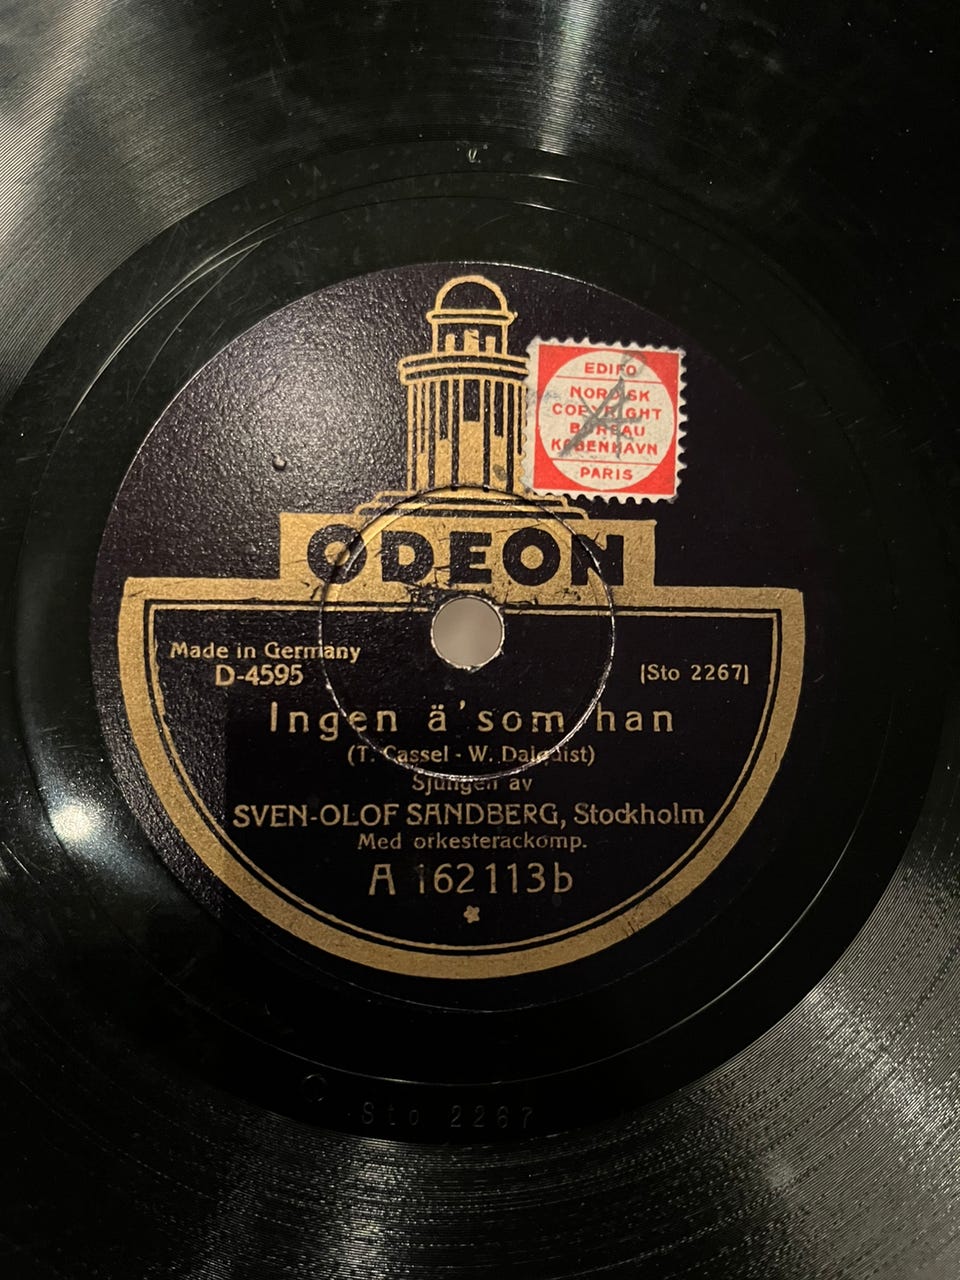 EDIFO
NORDISK
COPYRIGHT
BUREAU
KØBENHAVN
PARIS
ODEON
Made in Germany
D-4595
[Sto 2267]
Ingen ä' som han
(T. Cassel - W. Dalquist)
Sjungen av
SVEN-OLOF SANDBERG, Stockholm
Med orkesterackomp.
A 162113b
Sto 2267